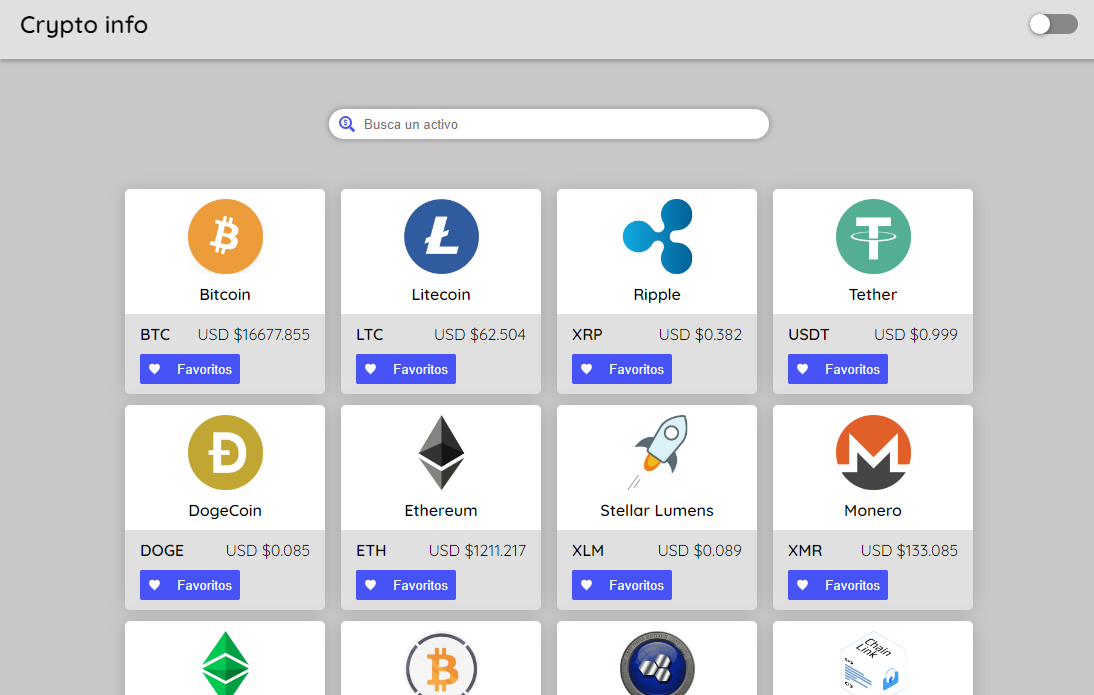 Crypto info
Busca un activo
Bitcoin
Litecoin
Ripple
Tether
BTC USD $16677.855
LTC USD $62.504
XRP USD $0.382
USDT USD $0.999
Favoritos
Favoritos
Favoritos
Favoritos
DogeCoin
Ethereum
Stellar Lumens
Monero
DOGE USD $0.085
ETH USD $1211.217
XLM USD $0.089
XMR USD $133.085
Favoritos
Favoritos
Favoritos
Favoritos
Chain
Link